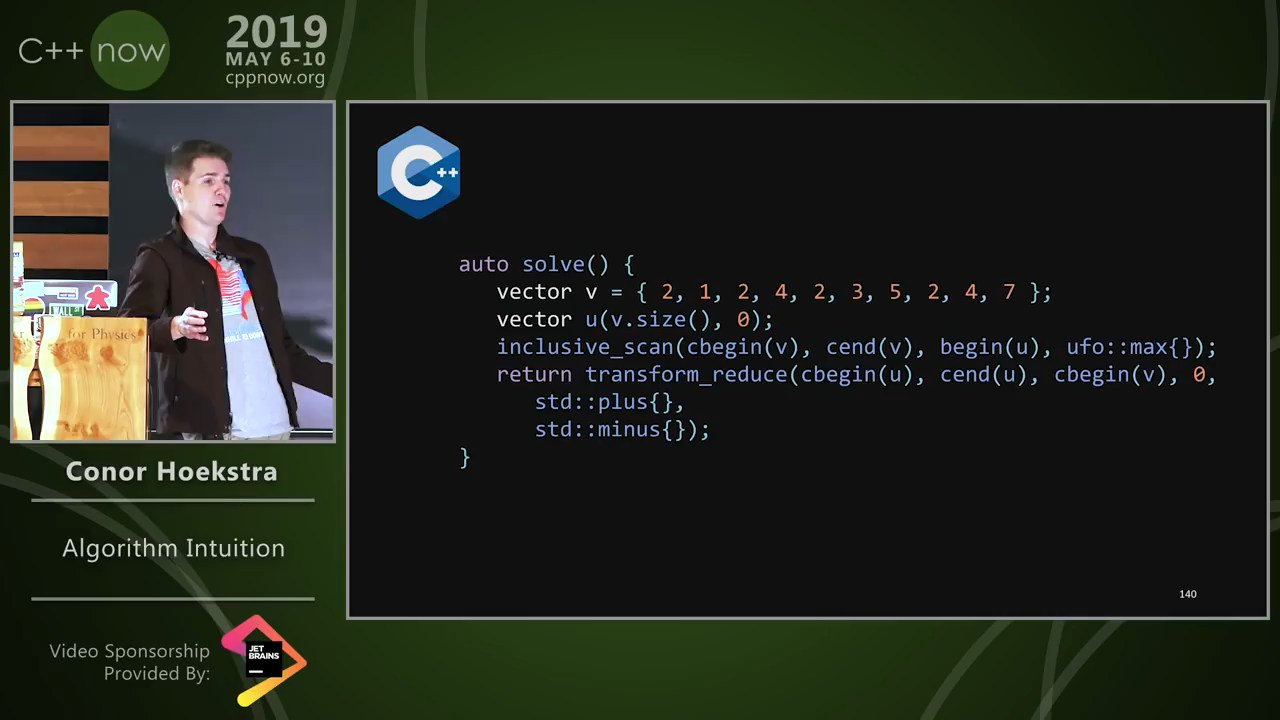 C++ now
2019
MAY 6-10
cppnow.org
for Physics
C++
auto solve() {
vector v = { 2, 1, 2, 4, 2, 3, 5, 2, 4, 7 };
vector u(v.size(), 0);
inclusive_scan(cbegin(v), cend(v), begin(u), ufo::max{});
return transform_reduce(cbegin(u), cend(u), cbegin(v), 0,
std::plus{},
std::minus{});
}
140
Conor Hoekstra
Algorithm Intuition
Video Sponsorship
Provided By:
JET
BRAINS